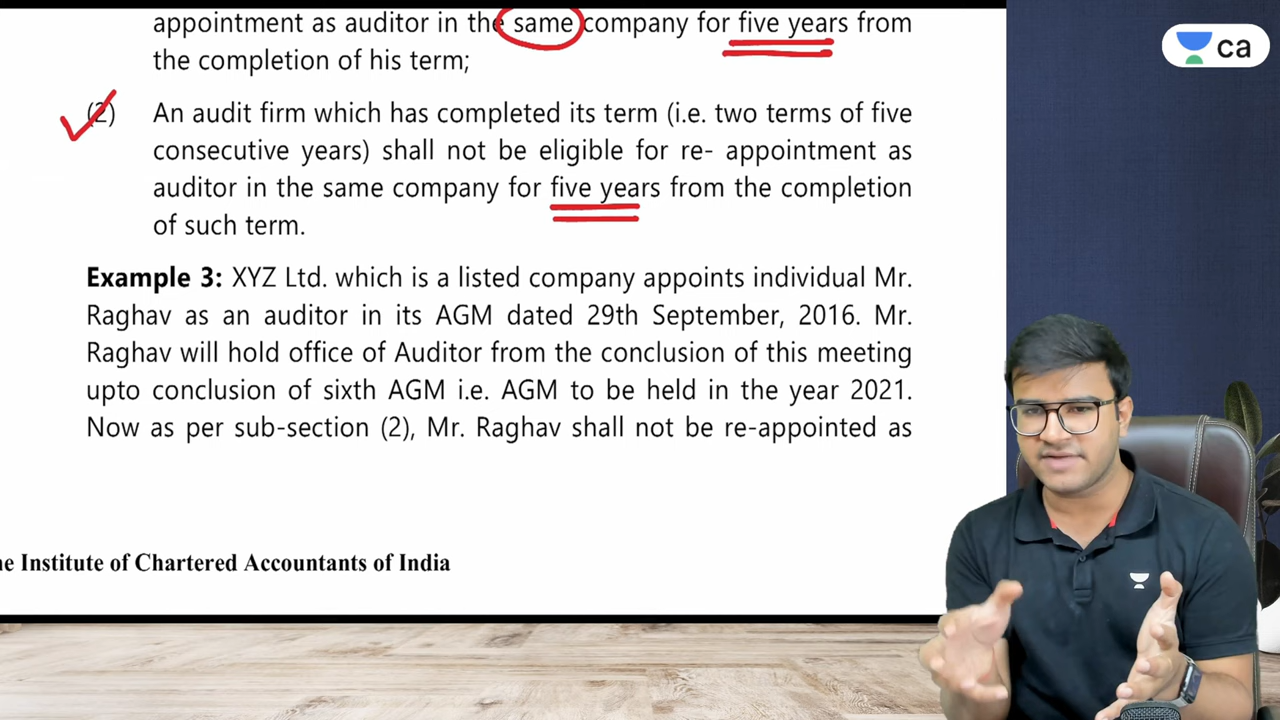 appointment as auditor in the same company for five years from
the completion of his term;
(2) An audit firm which has completed its term (i.e. two terms of five
consecutive years) shall not be eligible for re- appointment as
auditor in the same company for five years from the completion
of such term.
Example 3: XYZ Ltd. which is a listed company appoints individual Mr.
Raghav as an auditor in its AGM dated 29th September, 2016. Mr.
Raghav will hold office of Auditor from the conclusion of this meeting
upto conclusion of sixth AGM i.e. AGM to be held in the year 2021.
Now as per sub-section (2), Mr. Raghav shall not be re-appointed as
e Institute of Chartered Accountants of India
ca